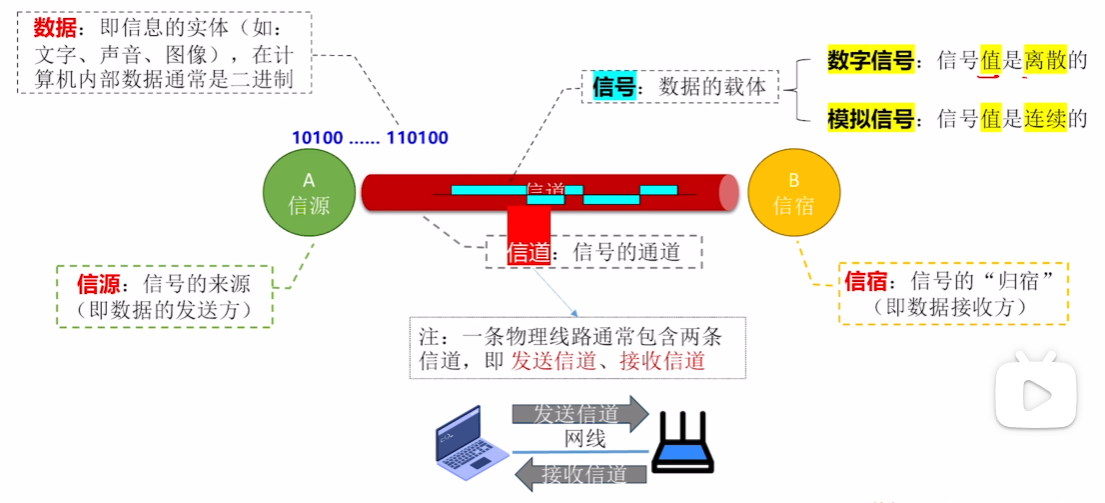 数据：即信息的实体（如：
文字、声音、图像），在计
算机内部数据通常是二进制
信号：数据的载体
数字信号：信号值是离散的
模拟信号：信号值是连续的
10100 ...... 110100
A
信源
信道
B
信宿
信道：信号的通道
信源：信号的来源
（即数据的发送方）
信宿：信号的“归宿”
（即数据接收方）
注：一条物理线路通常包含两条
信道，即 发送信道、接收信道
发送信道
网线
接收信道